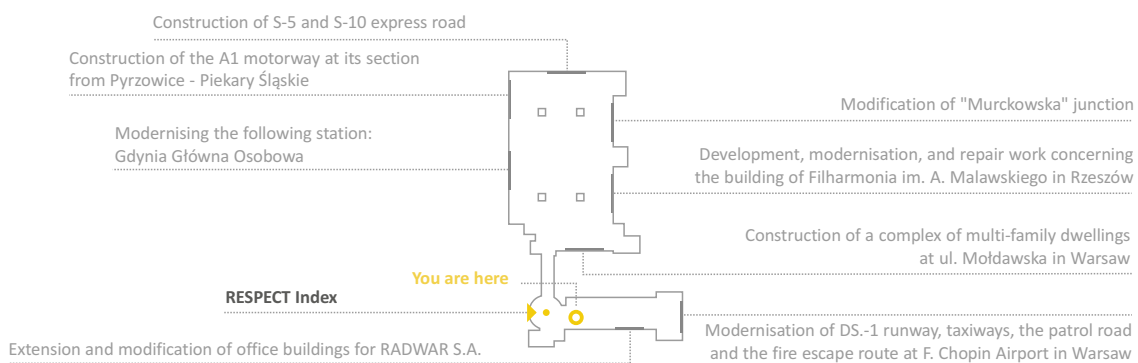 Construction of S-5 and S-10 express road
Construction of the A1 motorway at its section
from Pyrzowice - Piekary Śląskie
Modernising the following station:
Gdynia Główna Osobowa
Modification of "Murckowska" junction
Development, modernisation, and repair work concerning
the building of Filharmonia im. A. Malawskiego in Rzeszów
Construction of a complex of multi-family dwellings
at ul. Mołdawska in Warsaw
You are here
RESPECT Index
Extension and modification of office buildings for RADWAR S.A.
Modernisation of DS.-1 runway, taxiways, the patrol road
and the fire escape route at F. Chopin Airport in Warsaw